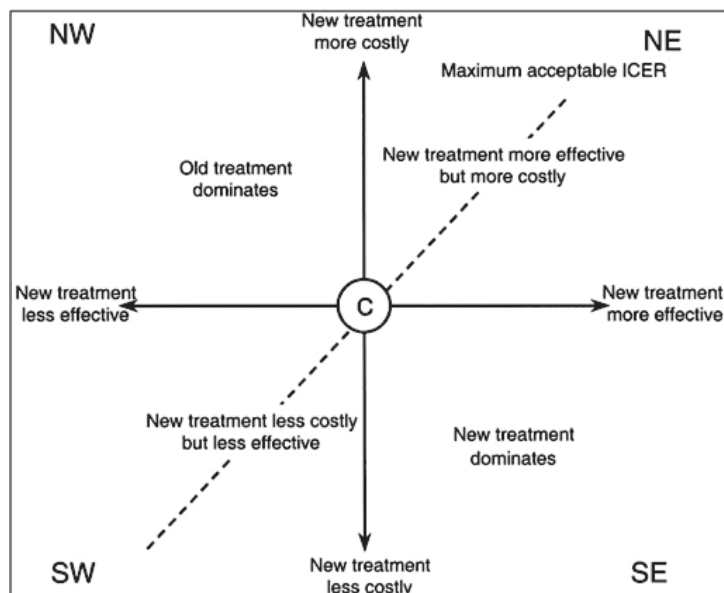 NW
New treatment
more costly
NE
Maximum acceptable ICER
Old treatment
dominates
New treatment more effective
but more costly
New treatment
less effective
C
New treatment
more effective
New treatment less costly
but less effective
New treatment
dominates
SW
New treatment
less costly
SE